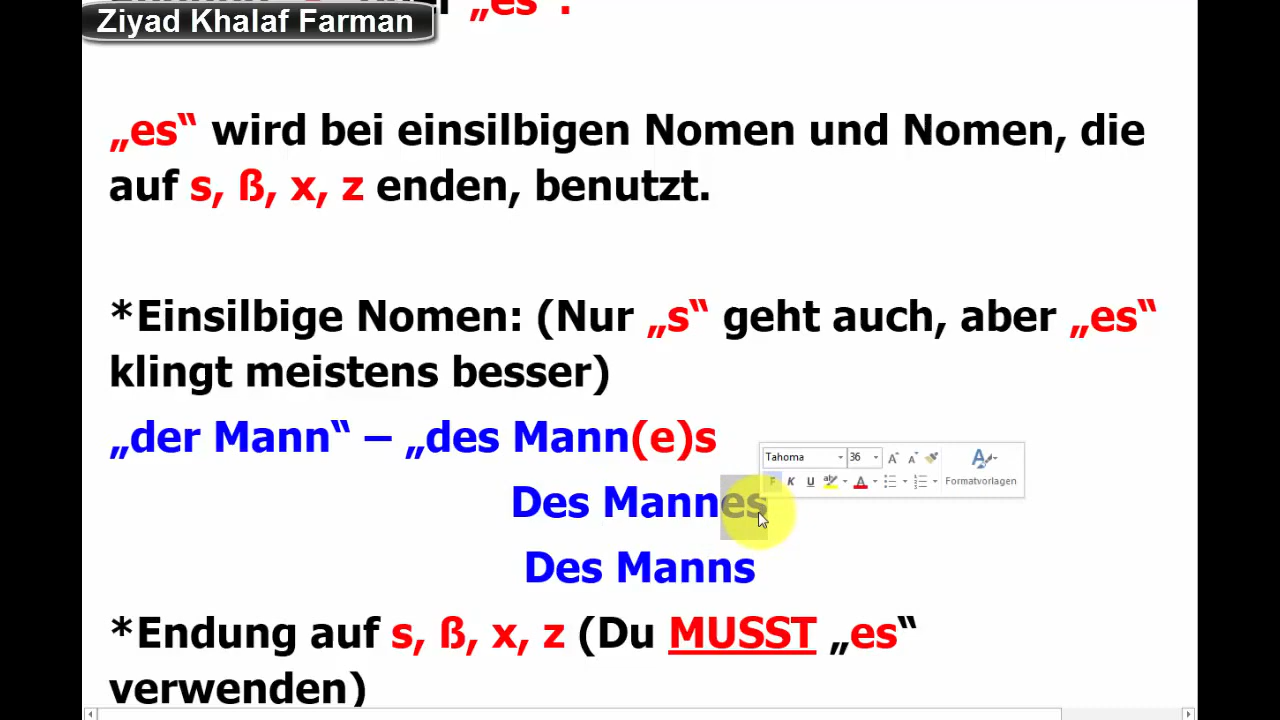 Ziyad Khalaf Farman
„es“.
„es“ wird bei einsilbigen Nomen und Nomen, die
auf s, ß, x, z enden, benutzt.
*Einsilbige Nomen: (Nur „s“ geht auch, aber „es“
klingt meistens besser)
„der Mann“ – „des Mann(e)s
Tahoma 36
F K U Formatvorlagen
Des Mannes
Des Manns
*Endung auf s, ß, x, z (Du MUSST „es“
verwenden)